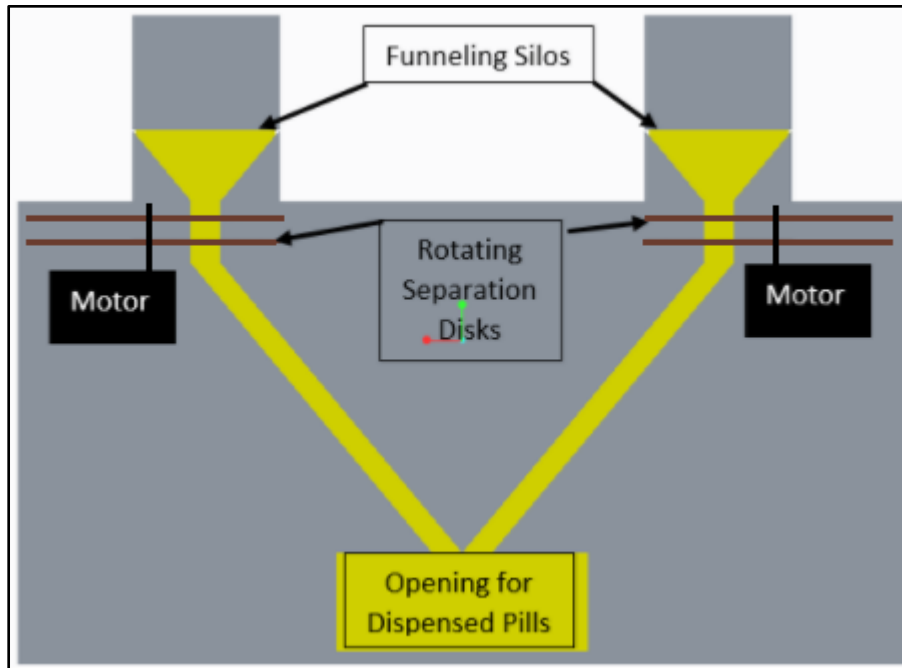 Funneling Silos
Rotating
Separation
Disks
Motor
Motor
Opening for
Dispensed Pills